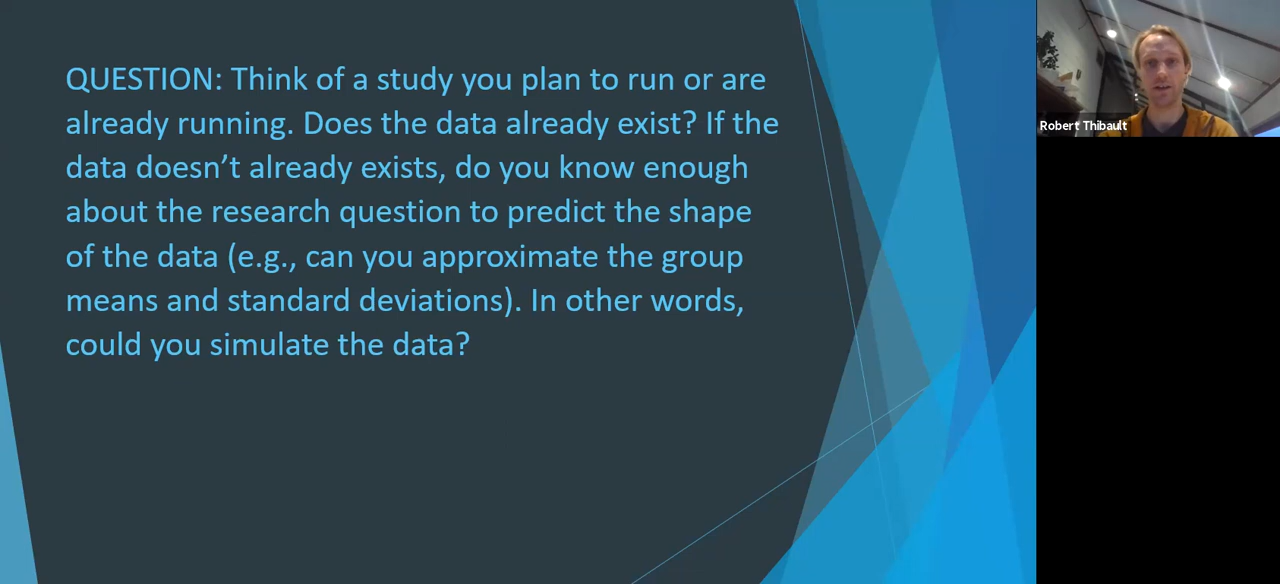 QUESTION: Think of a study you plan to run or are
already running. Does the data already exist? If the
data doesn’t already exists, do you know enough
about the research question to predict the shape
of the data (e.g., can you approximate the group
means and standard deviations). In other words,
could you simulate the data?
Robert Thibault